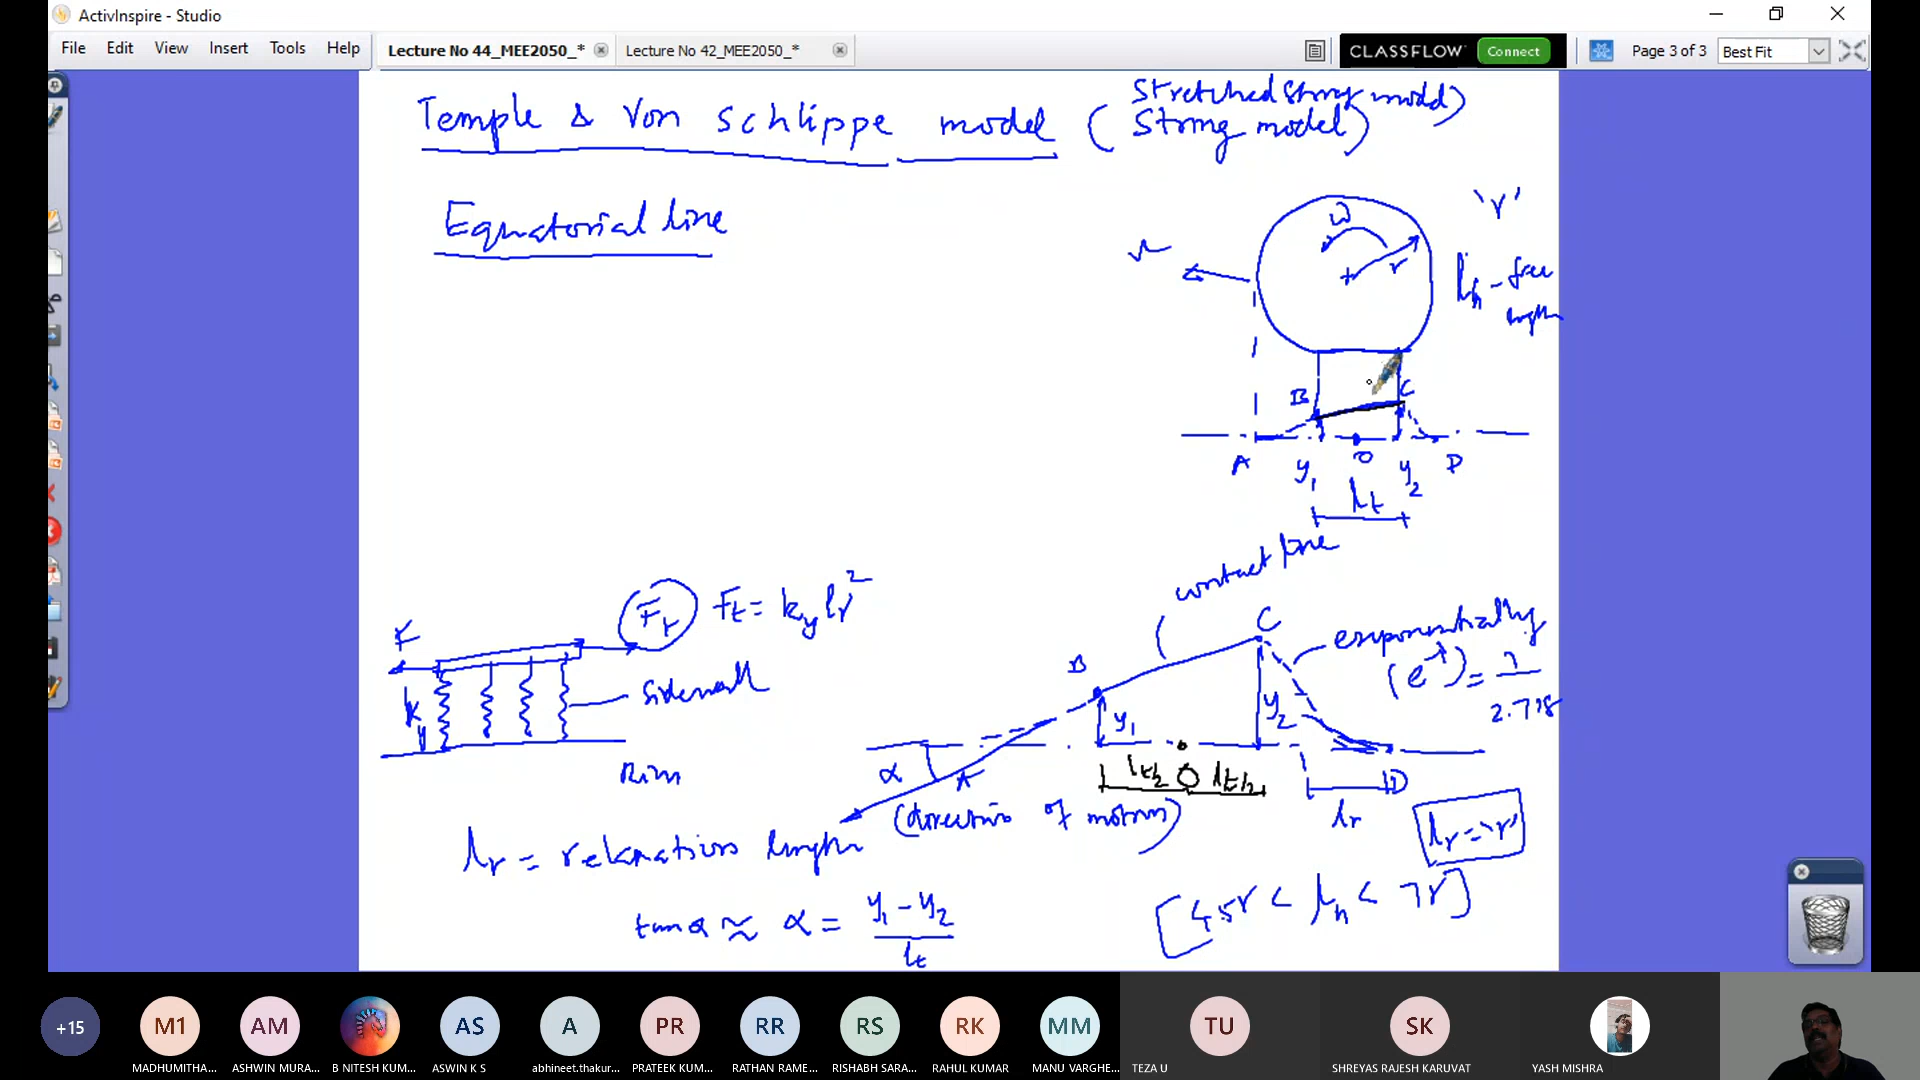 ActivInspire - Studio
File Edit View Insert Tools Help
Lecture No 44_MEE2050_* Lecture No 42_MEE2050_*
CLASSFLOW Connect
Page 3 of 3 Best Fit
Temple & Von Schlippe model (String model)
Stretched string model)
Equatorial line
ω
'r'
r
v
lh - free length
B C
A y1 O y2 D
lt
contact line
F Ft Ft = ky lr²
ky
Sidewall
Rim
B C
exponentially
(e^-1) = 1/2.718
y1 y2
α A
lt/2 O lt/2
D
lr
(direction of motion)
lr = 'r'
lr = relaxation length
tanα ≈ α = y1 - y2 / lt
[4.5r < lh < 7r]
+15 M1 AM AS A PR RR RS RK MM TU SK
MADHUMITHA... ASHWIN MURA... B NITESH KUM... ASWIN K S abhineet.thakur... PRATEEK KUM... RATHAN RAME... RISHABH SARA... RAHUL KUMAR MANU VARGHE... TEZA U SHREYAS RAJESH KARUVAT YASH MISHRA